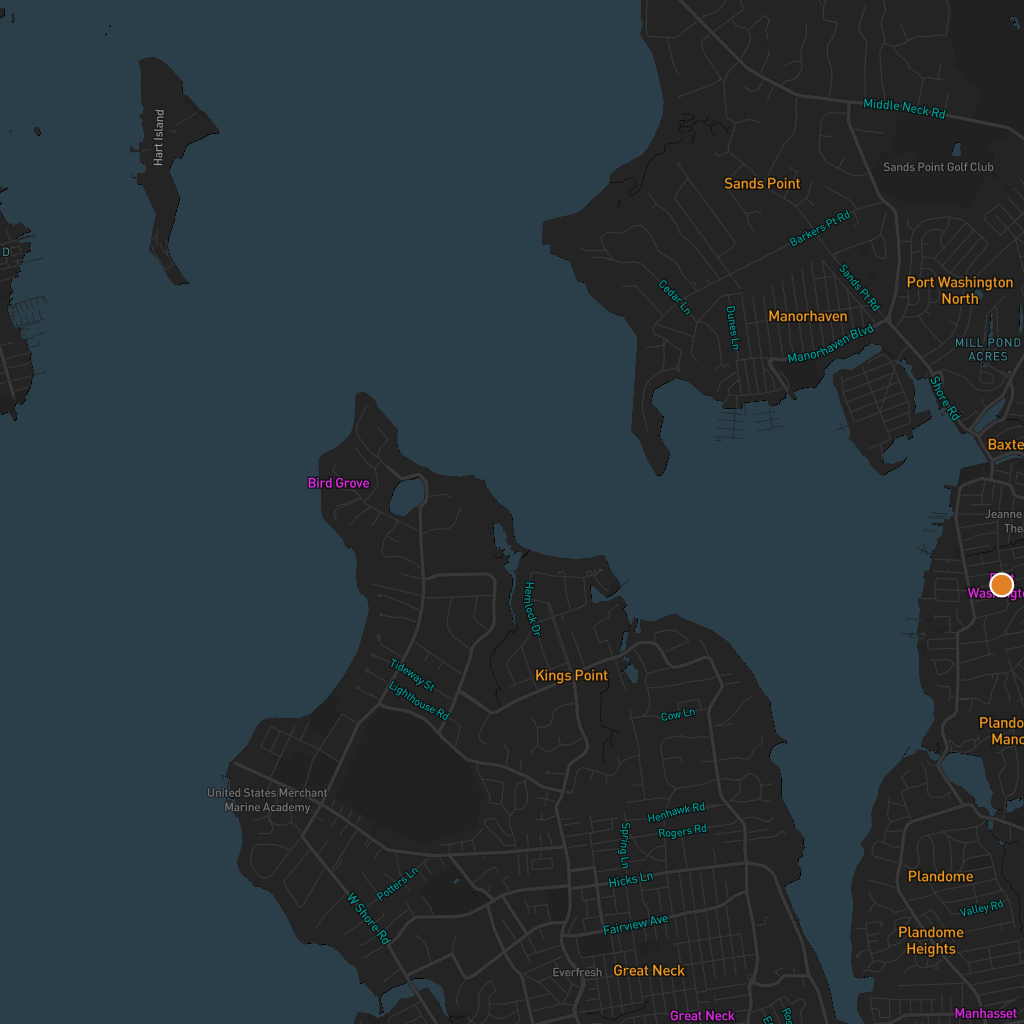 Middle Neck Rd
Hart Island
Sands Point Golf Club
Sands Point
Barkers Pt Rd
D
Cedar Ln
Sands Pt Rd
Port Washington
North
Dunes Ln
Manorhaven
Manorhaven Blvd
MILL POND
ACRES
Shore Rd
Baxte
Bird Grove
Jeanne
The
Washingto
Hemlock Dr
Kings Point
Tideway St
Lighthouse Rd
Cow Ln
Plando
Mano
United States Merchant
Marine Academy
Henhawk Rd
Rogers Rd
Spring Ln
Potters Ln
Hicks Ln
Plandome
Valley Rd
W Shore Rd
Fairview Ave
Plandome
Heights
Everfresh
Great Neck
Great Neck
Manhasset